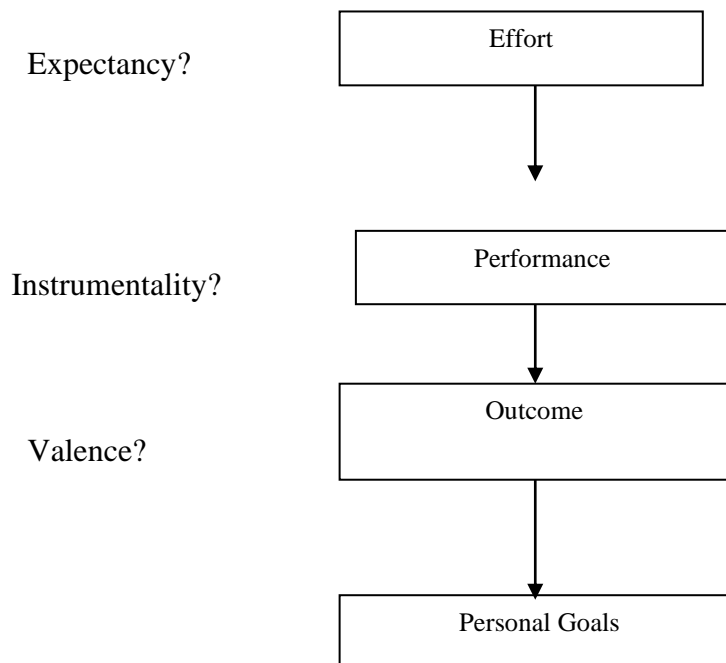 Effort
Expectancy?
Performance
Instrumentality?
Outcome
Valence?
Personal Goals